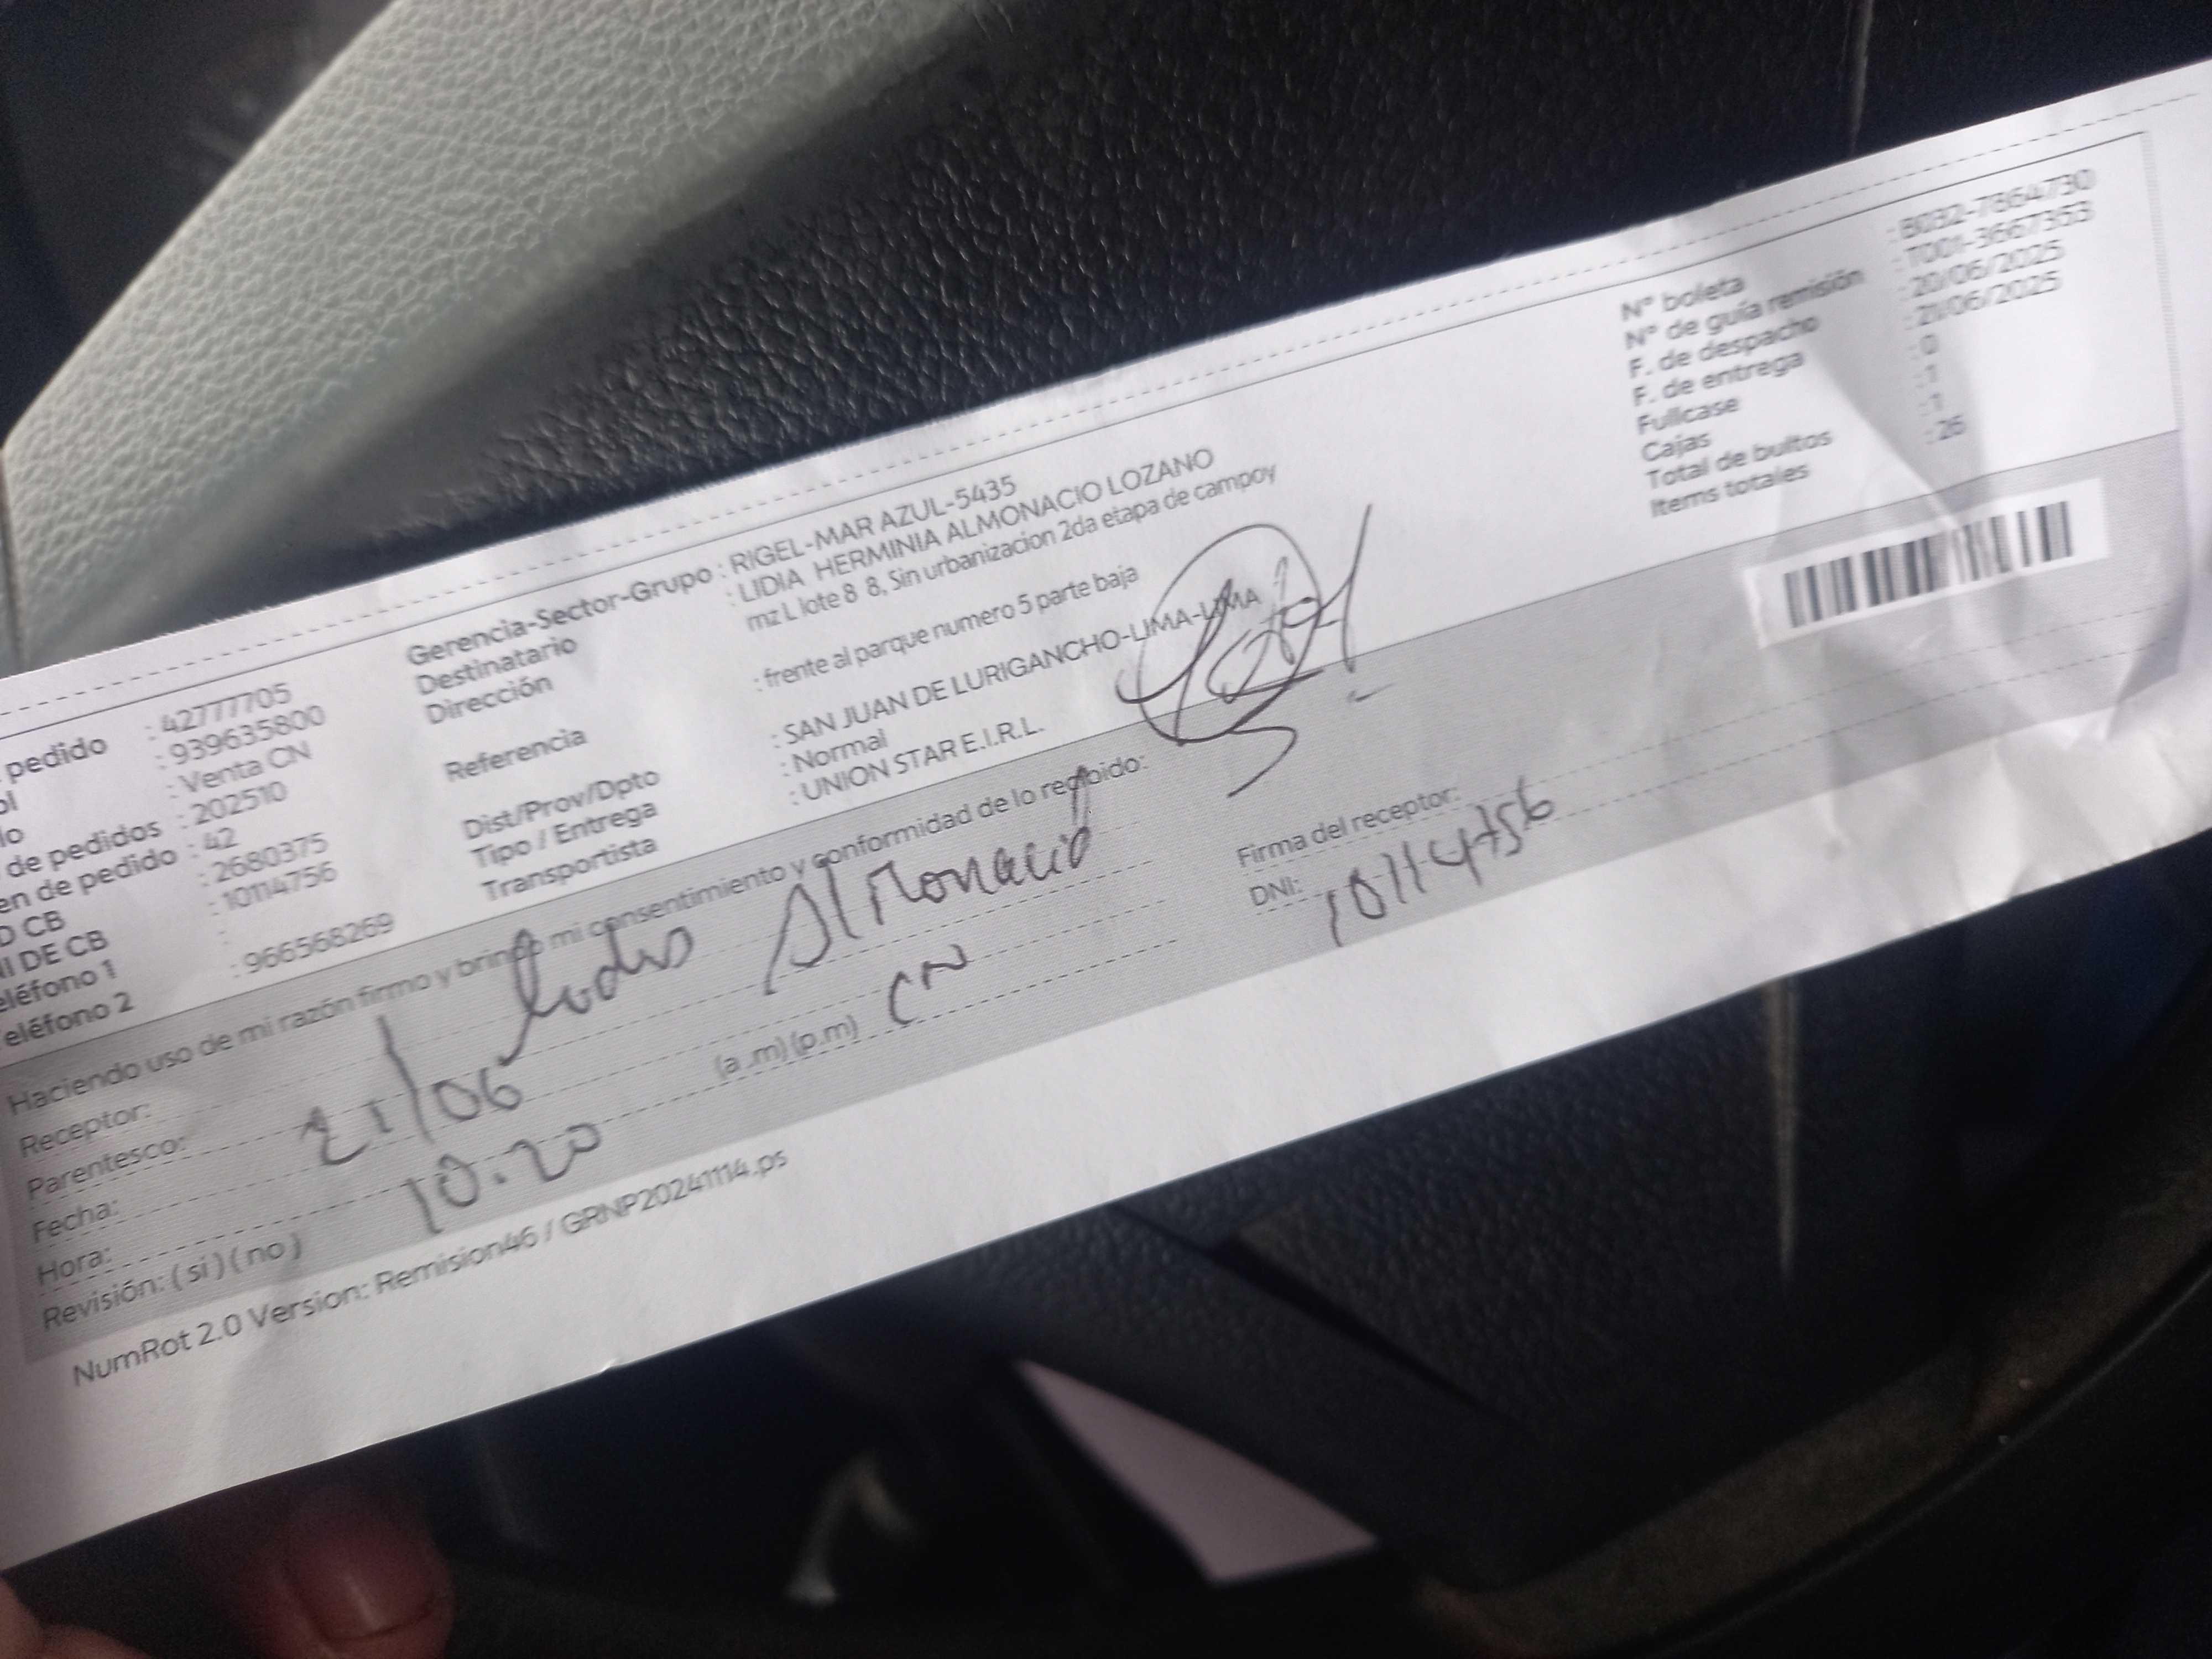 pedido : 42777705
ol : 939635800
lo : Venta CN
de pedidos : 202510
en de pedido : 42
D CB : 2680375
NI DE CB : 10114756
eléfono 1 :
eléfono 2 : 966568269
Gerencia-Sector-Grupo : RIGEL-MAR AZUL-5435
Destinatario : LIDIA HERMINIA ALMONACIO LOZANO
Dirección mz L lote 8 8, Sin urbanizacion 2da etapa de campoy
Referencia : frente al parque numero 5 parte baja
Dist/Prov/Dpto : SAN JUAN DE LURIGANCHO-LIMA-LIMA
Tipo / Entrega : Normal
Transportista : UNION STAR E.I.R.L.
N° boleta : B032-7864730
N° de guía remisión : T001-3667353
F. de despacho : 20/06/2025
F. de entrega : 21/06/2025
Fullcase : 0
Cajas : 1
Total de bultos : 1
Items totales : 26
Haciendo uso de mi razón firmo y brindo mi consentimiento y conformidad de lo recibido:
Receptor: Almonacio
Parentesco: CN
Fecha: 21/06
Hora: 10:20 (a .m) (p.m)
Revisión: ( si ) ( no )
Firma del receptor:
DNI: 10114756
NumRot 2.0 Version: Remision46 / GRNP20241114.ps